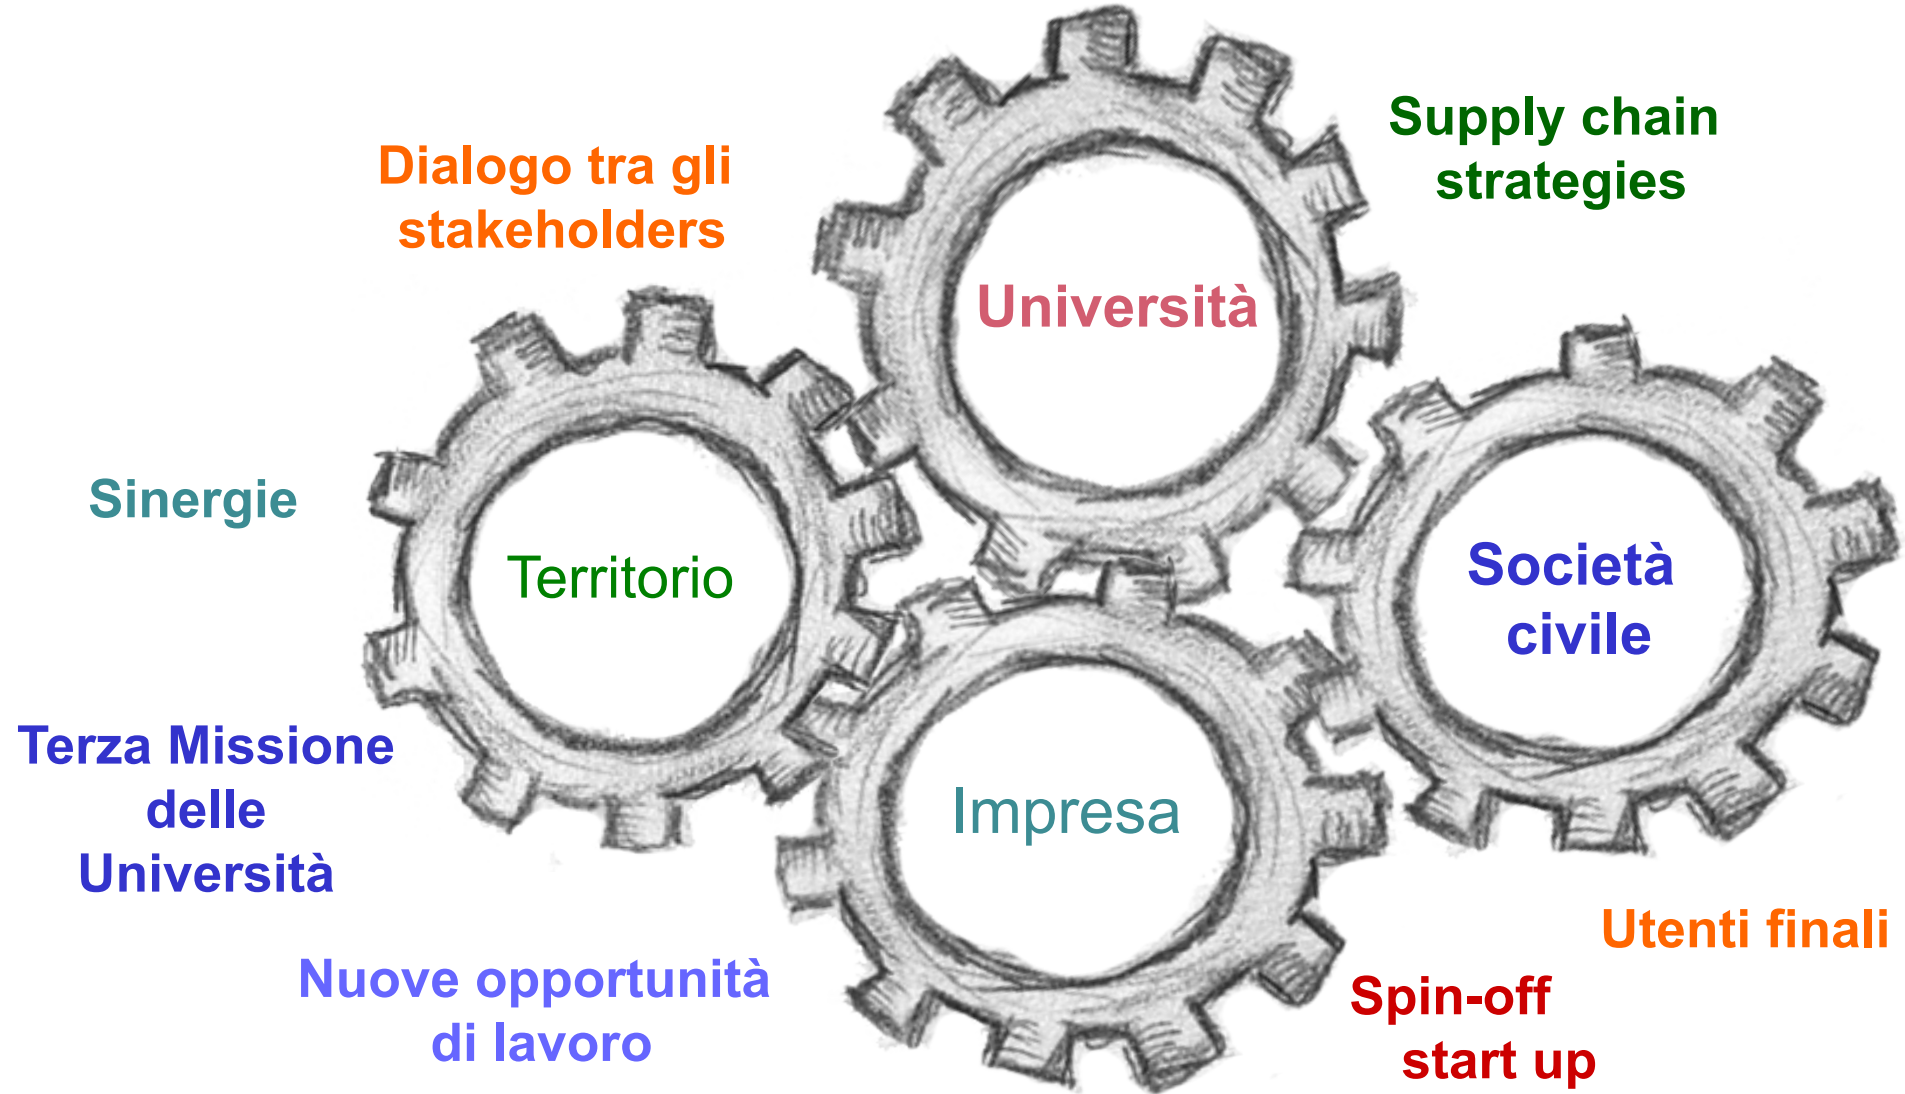 Supply chain
strategies
Dialogo tra gli
stakeholders
Università
Sinergie
Territorio
Società
civile
Terza Missione
delle
Università
Impresa
Utenti finali
Nuove opportunità
di lavoro
Spin-off
start up